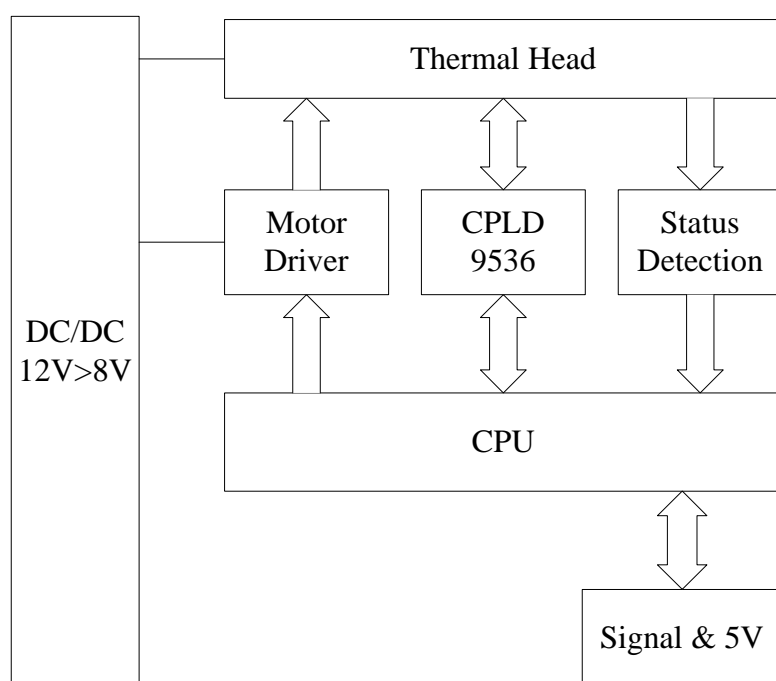 Thermal Head
Motor
Driver
CPLD
9536
Status
Detection
DC/DC
12V>8V
CPU
Signal & 5V